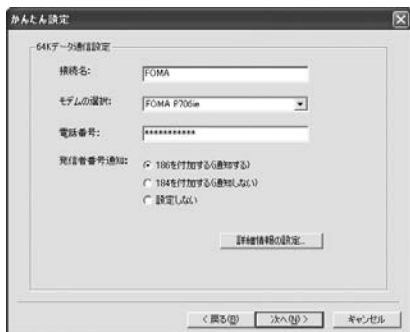 かんたん設定
64Kデータ通信設定
接続名: FOMA
モデムの選択: FOMA P706ie
電話番号: ***********
発信者番号通知: 186を付加する(通知する)
184を付加する(通知しない)
設定しない
詳細情報の設定...
< 戻る(B) 次へ(N) > キャンセル